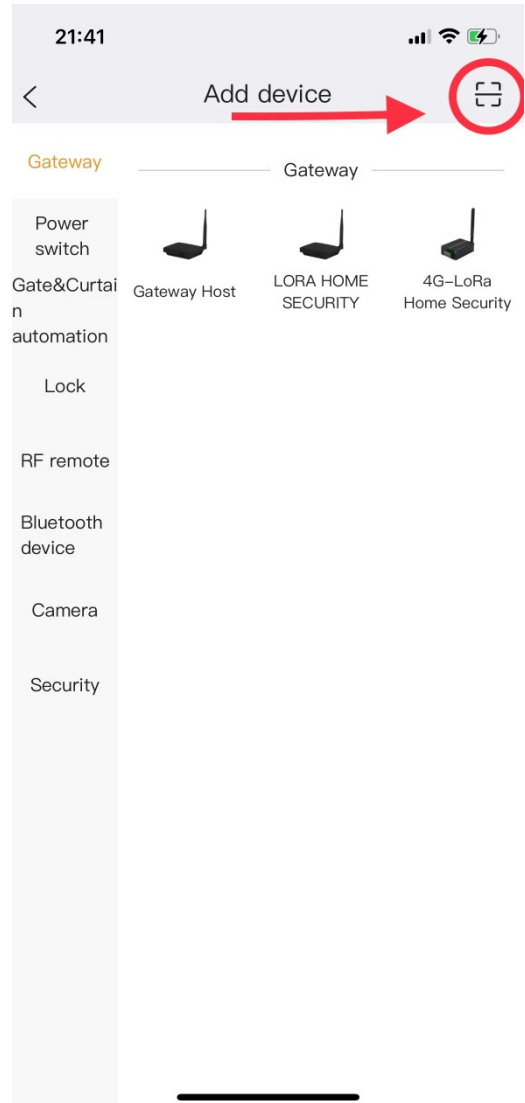 21:41
Add device
Gateway
Gateway
Power
switch
Gate&Curtai
n
automation
Gateway Host
LORA HOME
SECURITY
4G-LoRa
Home Security
Lock
RF remote
Bluetooth
device
Camera
Security